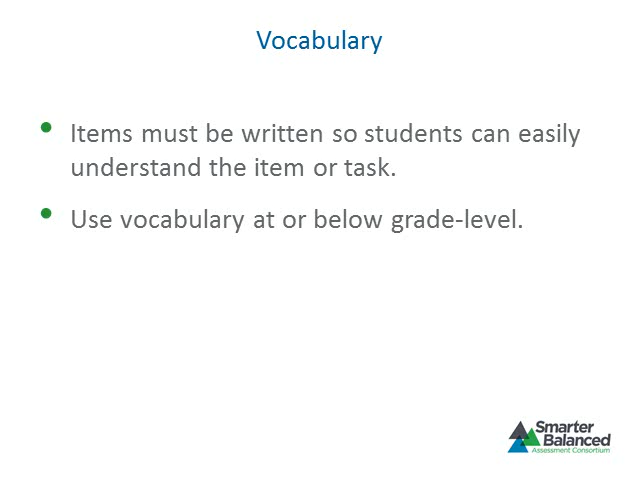 Vocabulary
• Items must be written so students can easily
understand the item or task.
• Use vocabulary at or below grade-level.
Smarter
Balanced
Assessment Consortium